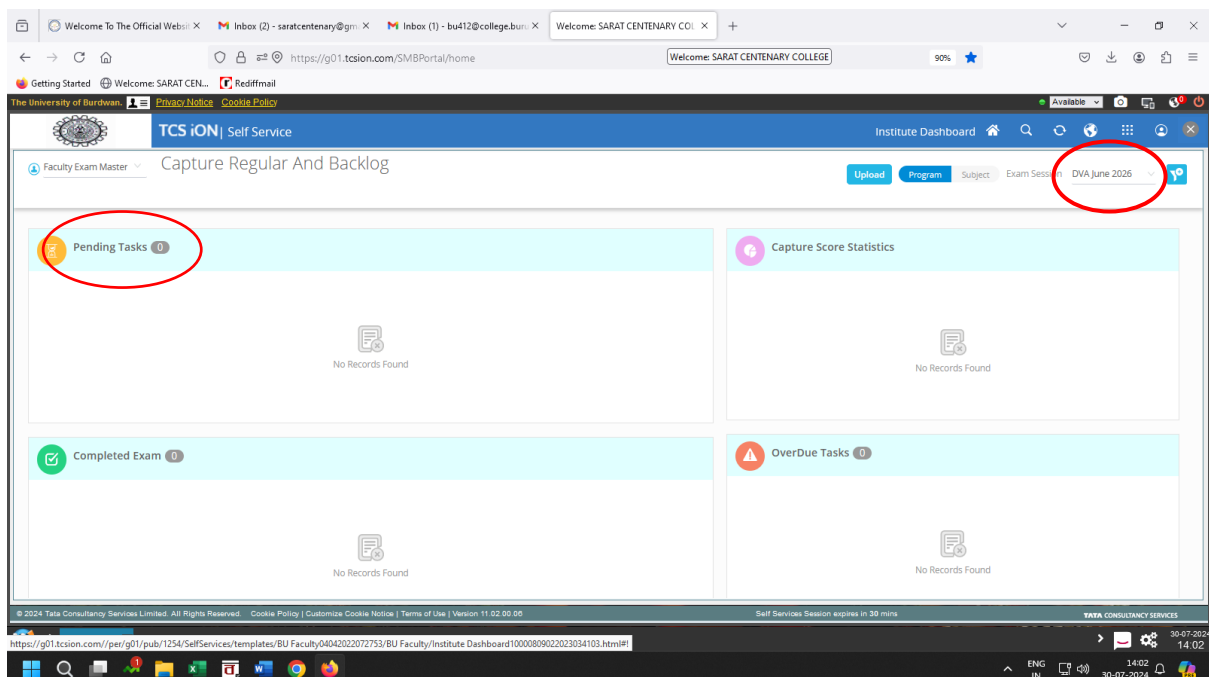 Welcome To The Official Websit
Inbox (2) - saratcentenary@gm
Inbox (1) - bu412@college.buru
Welcome: SARAT CENTENARY COL
https://g01.tcsion.com/SMBPortal/home
Welcome: SARAT CENTENARY COLLEGE
90%
Getting Started
Welcome: SARAT CEN...
Rediffmail
The University of Burdwan.
Privacy Notice
Cookie Policy
Available
0
TCS iON| Self Service
Institute Dashboard
Faculty Exam Master
Capture Regular And Backlog
Upload
Program
Subject
Exam Session
DVA June 2026
Pending Tasks 0
No Records Found
Capture Score Statistics
No Records Found
Completed Exam 0
No Records Found
OverDue Tasks 0
No Records Found
© 2024 Tata Consultancy Services Limited. All Rights Reserved. Cookie Policy | Customize Cookie Notice | Terms of Use | Version 11.02.00.06
Self Services Session expires in 30 mins
TATA CONSULTANCY SERVICES
https://g01.tcsion.com//per/g01/pub/1254/SelfServices/templates/BU Faculty04042022072753/BU Faculty/Institute Dashboard10000809022023034103.html#!
30-07-2024
14:02
ENG
IN
14:02
30-07-2024